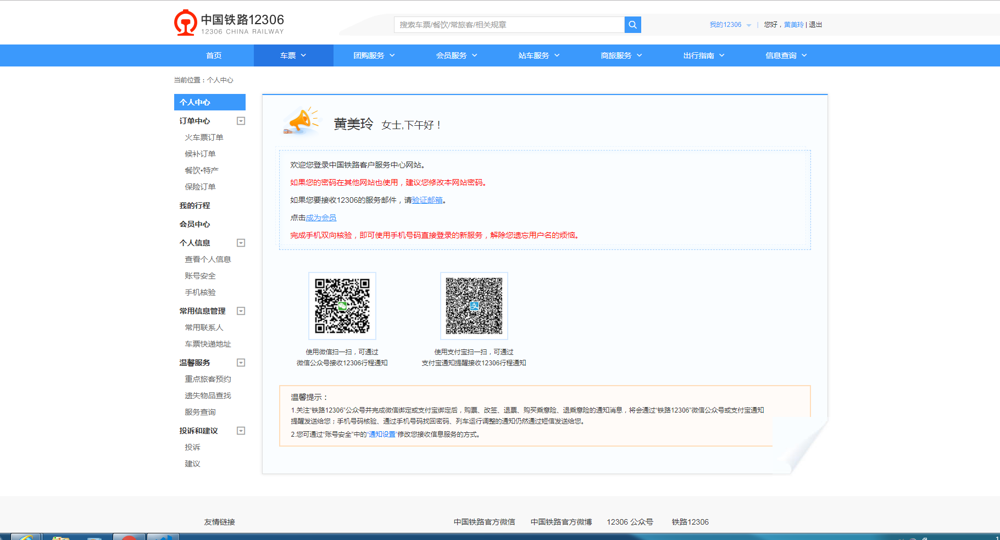 中国铁路12306
12306 CHINA RAILWAY
搜索车票/餐饮/常旅客/相关规章
我的12306 | 您好，黄美玲 | 退出
首页 车票 团购服务 会员服务 站车服务 商旅服务 出行指南 信息查询
当前位置：个人中心
个人中心
订单中心
火车票订单
候补订单
餐饮•特产
保险订单
我的行程
会员中心
个人信息
查看个人信息
账号安全
手机核验
常用信息管理
常用联系人
车票快递地址
温馨服务
重点旅客预约
遗失物品查找
服务查询
投诉和建议
投诉
建议
黄美玲 女士,下午好！
欢迎您登录中国铁路客户服务中心网站。
如果您的密码在其他网站也使用，建议您修改本网站密码。
如果您要接收12306的服务邮件，请验证邮箱。
点击成为会员
完成手机双向核验，即可使用手机号码直接登录的新服务，解除您遗忘用户名的烦恼。
支
使用微信扫一扫，可通过
微信公众号接收12306行程通知
使用支付宝扫一扫，可通过
支付宝通知提醒接收12306行程通知
温馨提示：
1.关注“铁路12306”公众号并完成微信绑定或支付宝绑定后，购票、改签、退票、购买乘意险、退乘意险的通知消息，将会通过“铁路12306”微信公众号或支付宝通知
提醒发送给您；手机号码核验、通过手机号码找回密码、列车运行调整的通知仍然通过短信发送给您。
2.您可通过“账号安全”中的“通知设置”修改您接收信息服务的方式。
友情链接 中国铁路官方微信 中国铁路官方微博 12306 公众号 铁路12306